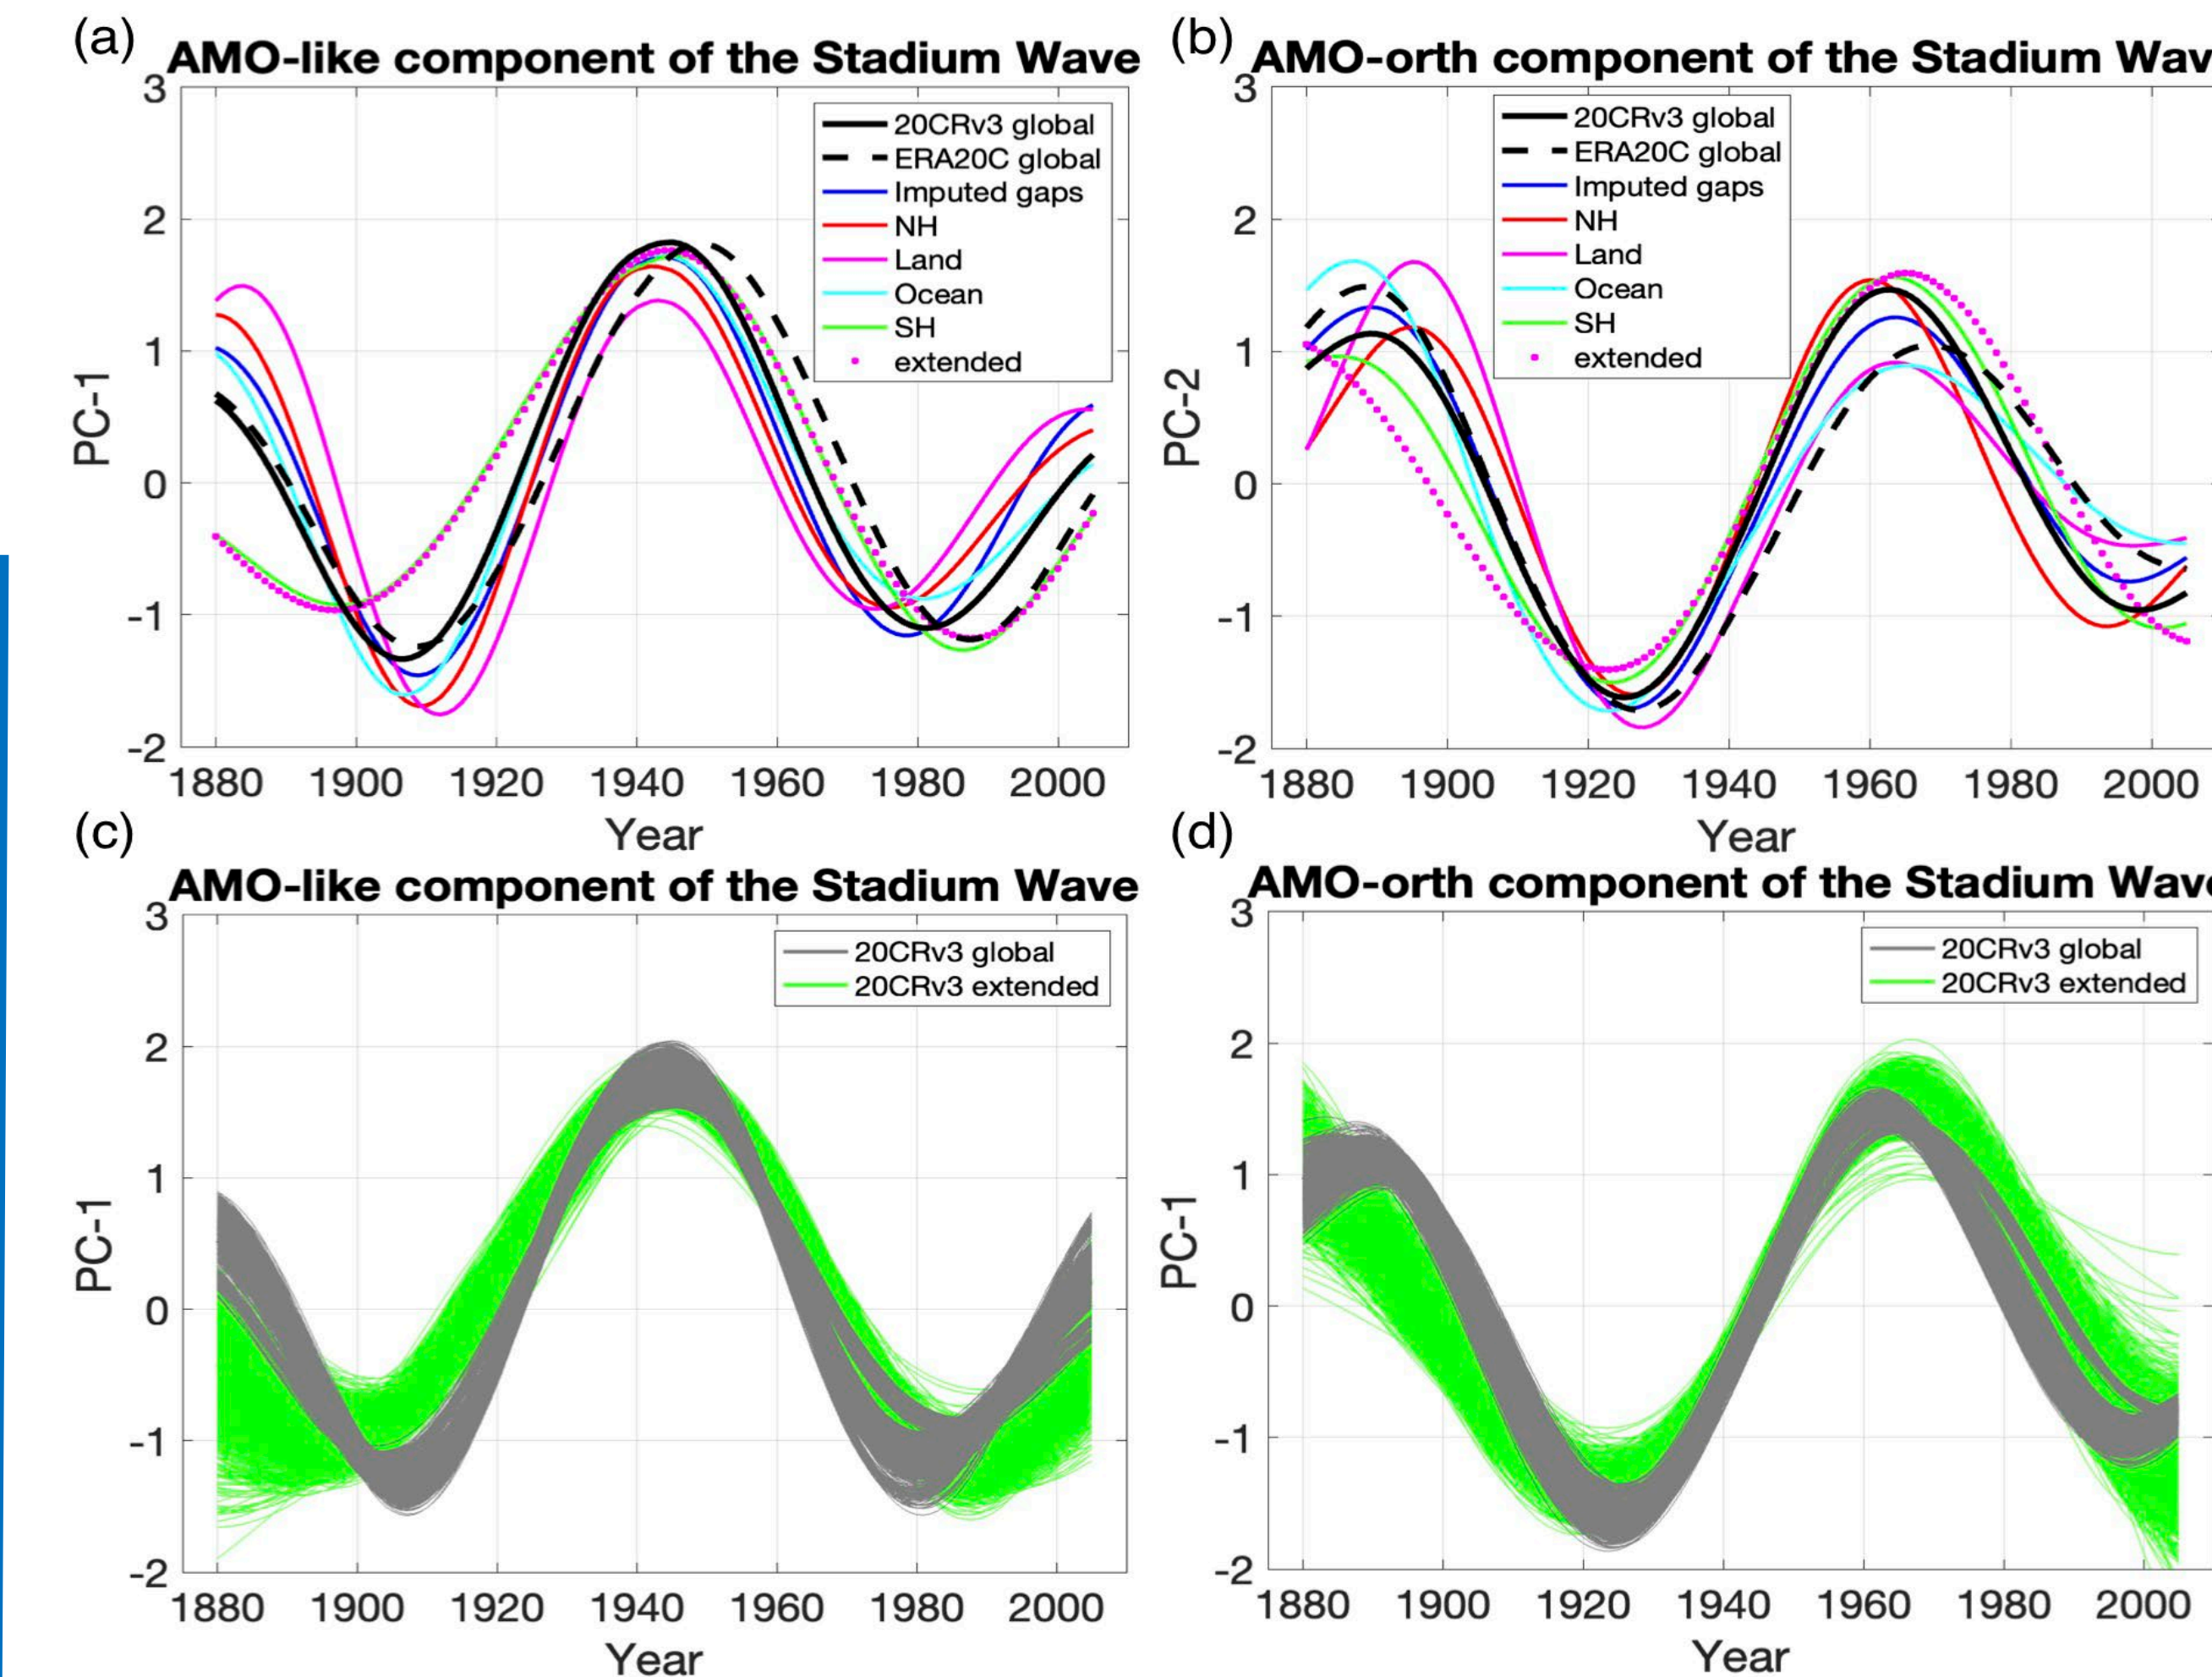 (a)
AMO-like component of the Stadium Wave
3
2
1
0
-1
-2
PC-1
20CRv3 global
ERA20C global
Imputed gaps
NH
Land
Ocean
SH
extended
1880 1900 1920 1940 1960 1980 2000
Year
(b)
AMO-orth component of the Stadium Wav
3
2
1
0
-1
-2
PC-2
20CRv3 global
ERA20C global
Imputed gaps
NH
Land
Ocean
SH
extended
1880 1900 1920 1940 1960 1980 2000
Year
(c)
AMO-like component of the Stadium Wave
3
2
1
0
-1
-2
PC-1
20CRv3 global
20CRv3 extended
1880 1900 1920 1940 1960 1980 2000
Year
(d)
AMO-orth component of the Stadium Wave
3
2
1
0
-1
-2
PC-1
20CRv3 global
20CRv3 extended
1880 1900 1920 1940 1960 1980 2000
Year